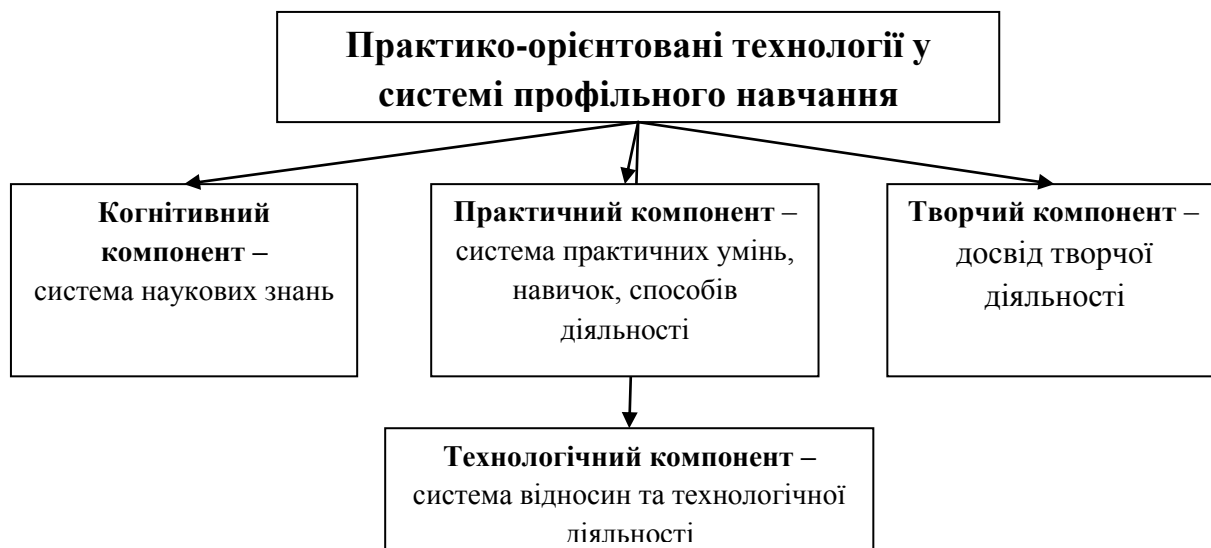 Практико-орієнтовані технології у
системі профільного навчання
Когнітивний
компонент –
система наукових знань
Практичний компонент –
система практичних умінь,
навичок, способів
діяльності
Творчий компонент –
досвід творчої
діяльності
Технологічний компонент –
система відносин та технологічної
діяльності